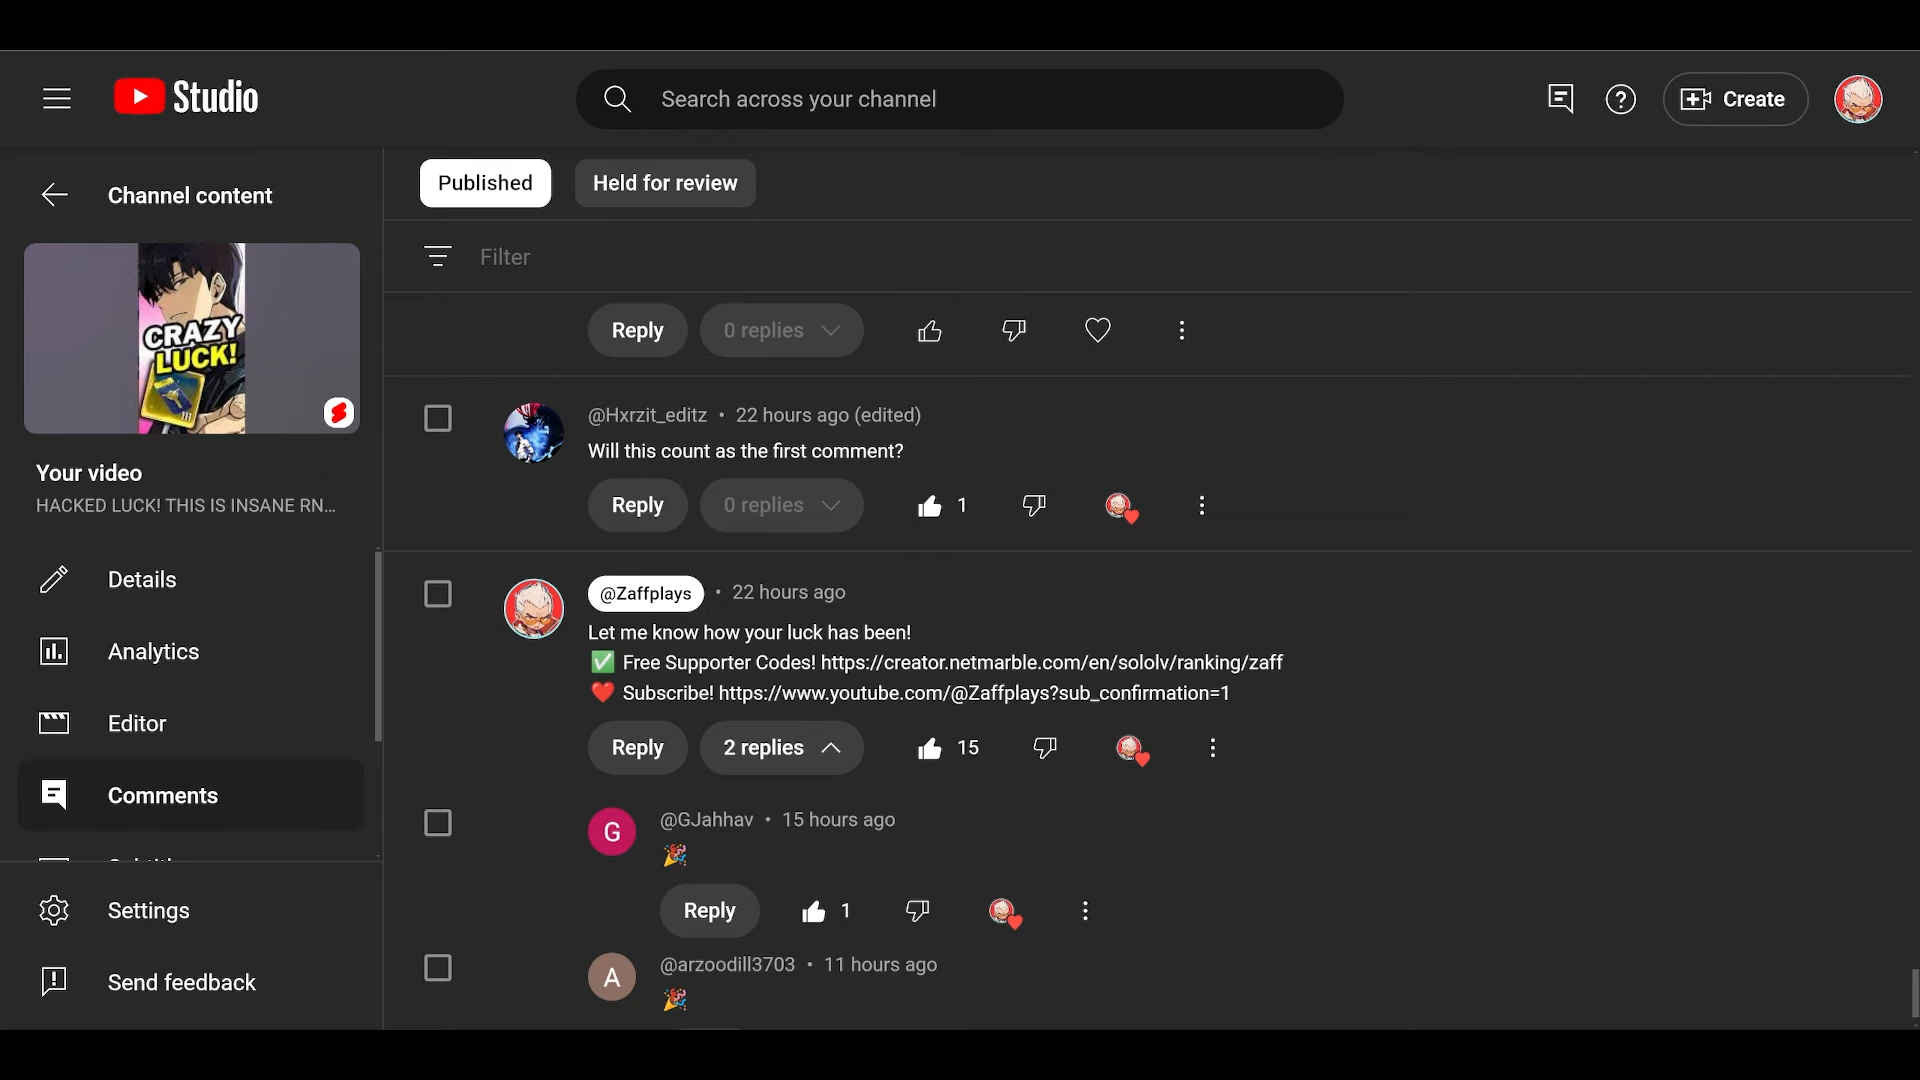 Studio
Search across your channel
Create
Channel content
CRAZY
LUCK!
Your video
HACKED LUCK! THIS IS INSANE RN...
Details
Analytics
Editor
Comments
Settings
Send feedback
Published
Held for review
Filter
Reply
0 replies
@Hxrzit_editz • 22 hours ago (edited)
Will this count as the first comment?
Reply
0 replies
1
@Zaffplays • 22 hours ago
Let me know how your luck has been!
✅ Free Supporter Codes! https://creator.netmarble.com/en/sololv/ranking/zaff
❤️ Subscribe! https://www.youtube.com/@Zaffplays?sub_confirmation=1
Reply
2 replies
15
G
@GJahhav • 15 hours ago
🎉
Reply
1
A
@arzoodill3703 • 11 hours ago
🎉